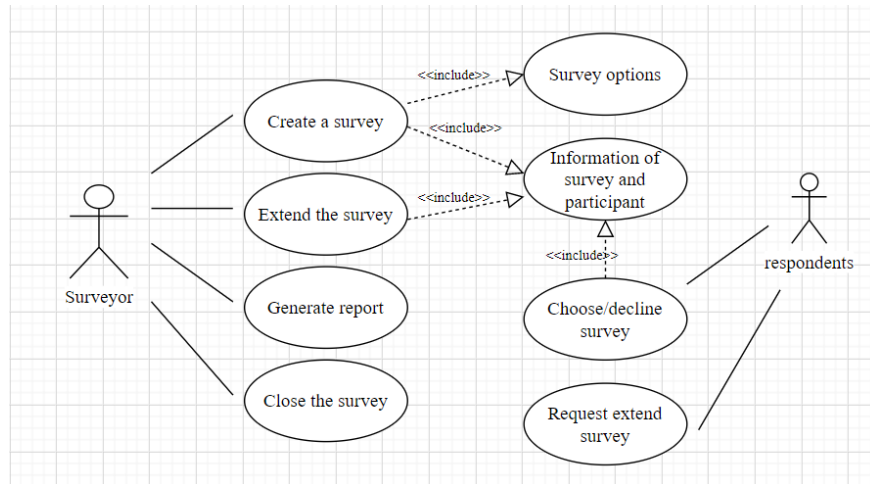 <<include>>
Survey options
Create a survey
<<include>>
Information of
survey and
participant
Extend the survey
<<include>>
Surveyor
respondents
<<include>>
Generate report
Choose/decline
survey
Close the survey
Request extend
survey